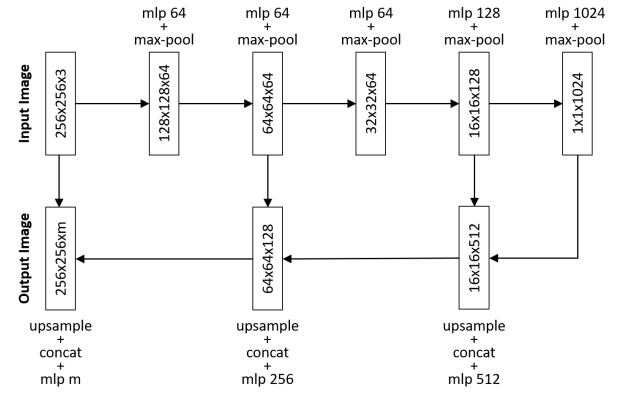 mlp 64
+
max-pool
mlp 64
+
max-pool
mlp 64
+
max-pool
mlp 128
+
max-pool
mlp 1024
+
max-pool
Input Image
256x256x3
128x128x64
64x64x64
32x32x64
16x16x128
1x1x1024
Output Image
256x256xm
64x64x128
16x16x512
upsample
+
concat
+
mlp m
upsample
+
concat
+
mlp 256
upsample
+
concat
+
mlp 512